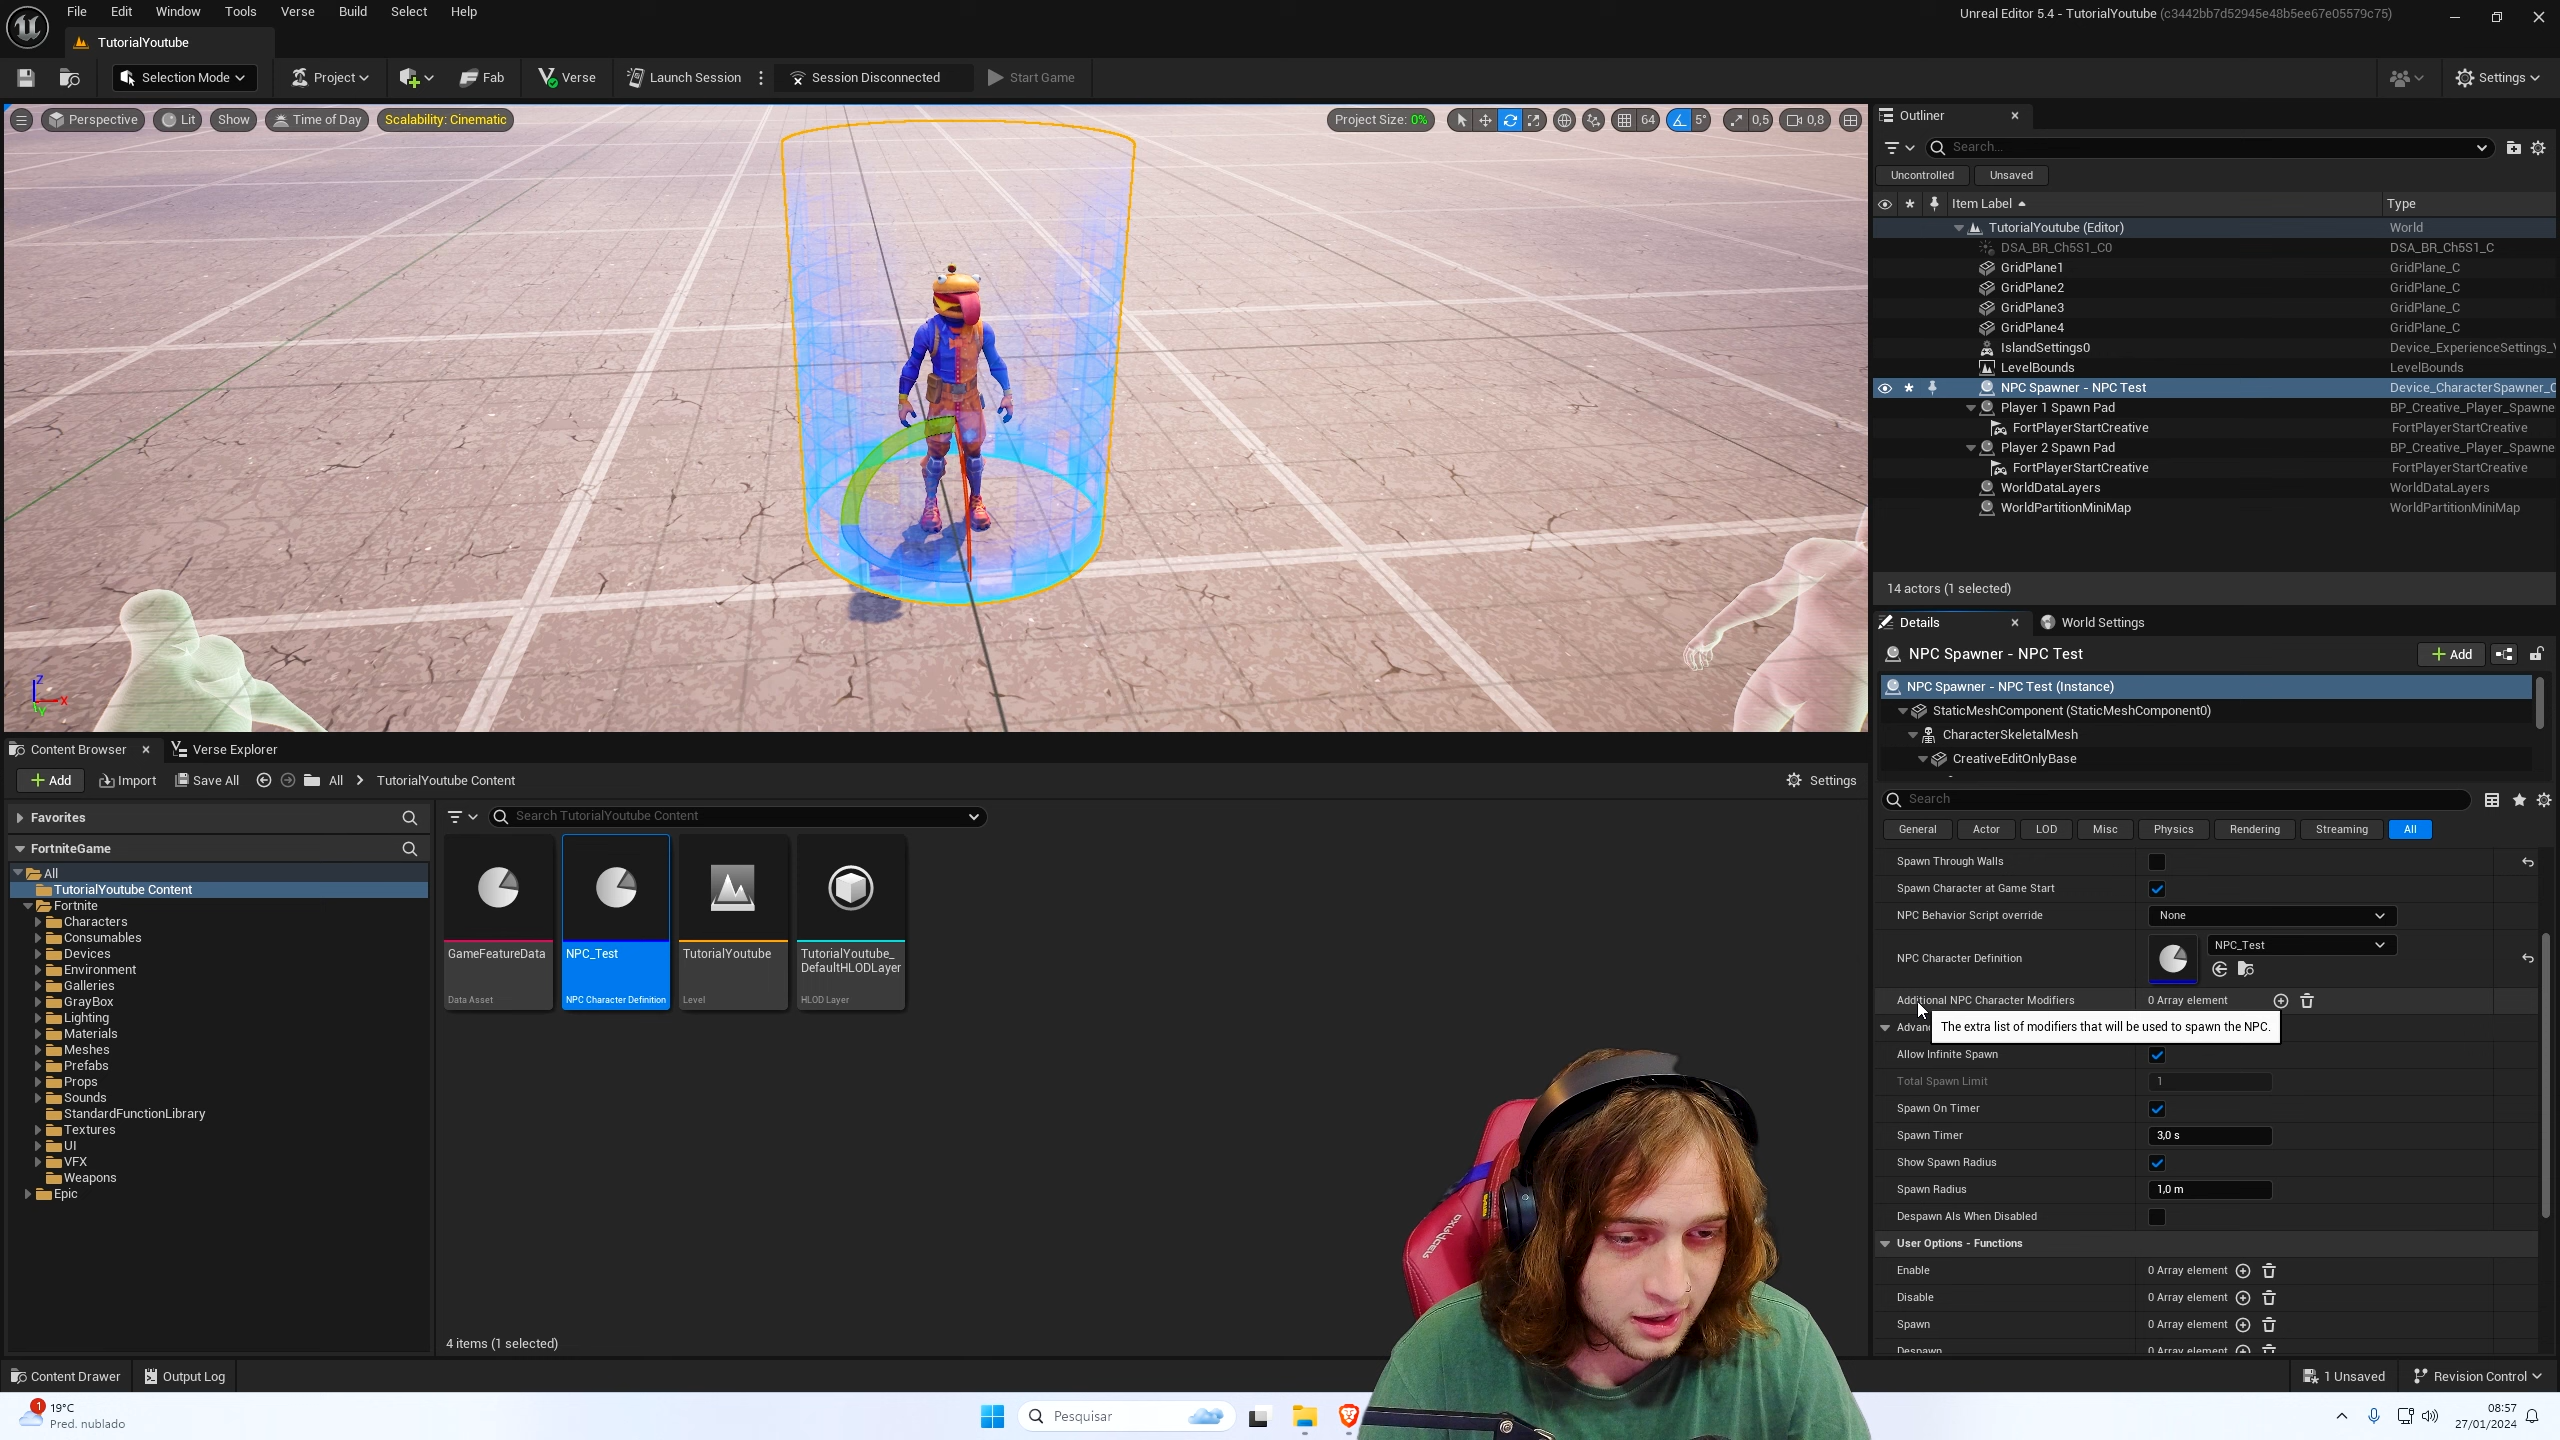 File Edit Window Tools Verse Build Select Help
Unreal Editor 5.4 - TutorialYoutube (c3442bb7d52945e48b5ee67e05579c75)
TutorialYoutube
Selection Mode Project Fab Verse Launch Session Session Disconnected Start Game Settings
Perspective Lit Show Time of Day Scalability: Cinematic Project Size: 0% 64 5° 0,5 0,8
Outliner
Search...
Uncontrolled Unsaved
Item Label Type
TutorialYoutube (Editor) World
DSA_BR_Ch5S1_C0 DSA_BR_Ch5S1_C
GridPlane1 GridPlane_C
GridPlane2 GridPlane_C
GridPlane3 GridPlane_C
GridPlane4 GridPlane_C
IslandSettings0 Device_ExperienceSettings_
LevelBounds LevelBounds
NPC Spawner - NPC Test Device_CharacterSpawner_C
Player 1 Spawn Pad BP_Creative_Player_Spawne
FortPlayerStartCreative FortPlayerStartCreative
Player 2 Spawn Pad BP_Creative_Player_Spawne
FortPlayerStartCreative FortPlayerStartCreative
WorldDataLayers WorldDataLayers
WorldPartitionMiniMap WorldPartitionMiniMap
14 actors (1 selected)
Details World Settings
NPC Spawner - NPC Test Add
NPC Spawner - NPC Test (Instance)
StaticMeshComponent (StaticMeshComponent0)
CharacterSkeletalMesh
CreativeEditOnlyBase
Search
General Actor LOD Misc Physics Rendering Streaming All
Spawn Through Walls
Spawn Character at Game Start
NPC Behavior Script override None
NPC Character Definition NPC_Test
Additional NPC Character Modifiers 0 Array element
Advan
The extra list of modifiers that will be used to spawn the NPC.
Allow Infinite Spawn
Total Spawn Limit 1
Spawn On Timer
Spawn Timer 3,0 s
Show Spawn Radius
Spawn Radius 1,0 m
Despawn AIs When Disabled
User Options - Functions
Enable 0 Array element
Disable 0 Array element
Spawn 0 Array element
Despawn 0 Array element
Z X Y
Content Browser Verse Explorer
Add Import Save All All TutorialYoutube Content Settings
Favorites
FortniteGame
All
TutorialYoutube Content
Fortnite
Characters
Consumables
Devices
Environment
Galleries
GrayBox
Lighting
Materials
Meshes
Prefabs
Props
Sounds
StandardFunctionLibrary
Textures
UI
VFX
Weapons
Epic
Search TutorialYoutube Content
GameFeatureData
Data Asset
NPC_Test
NPC Character Definition
TutorialYoutube
Level
TutorialYoutube_
DefaultHLODLayer
HLOD Layer
4 items (1 selected)
Content Drawer Output Log 1 Unsaved Revision Control
1
19°C
Pred. nublado
Pesquisar
08:57
27/01/2024